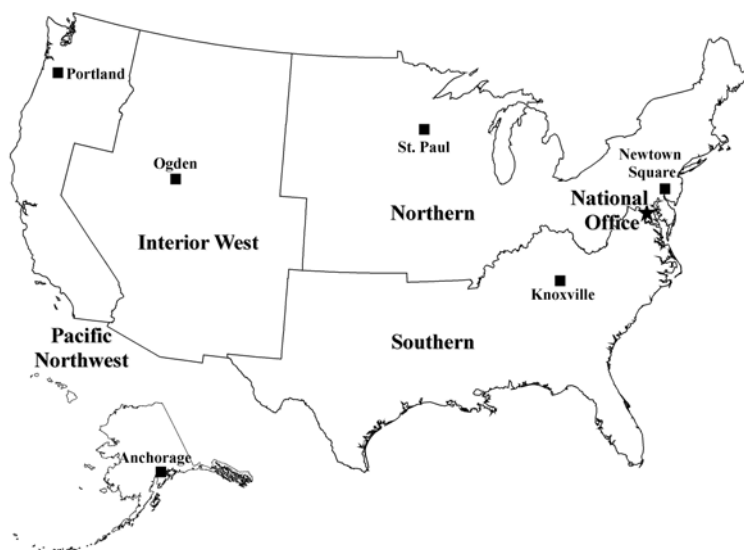 Portland
Ogden
St. Paul
Newtown
Square
National
Office
Northern
Interior West
Knoxville
Pacific
Northwest
Southern
Anchorage